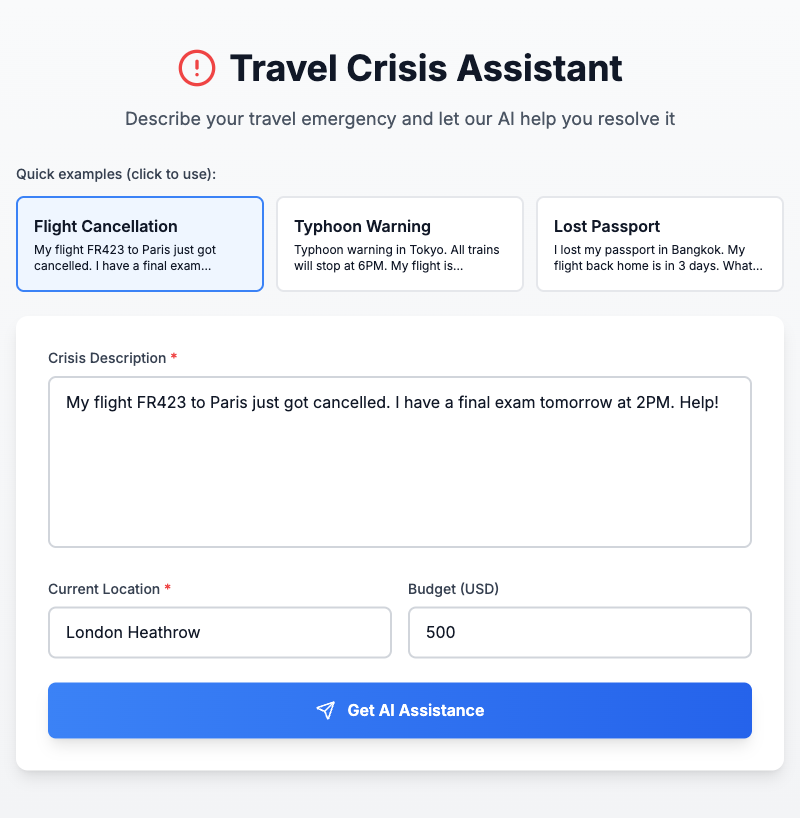 Travel Crisis Assistant
Describe your travel emergency and let our AI help you resolve it
Quick examples (click to use):
Flight Cancellation
My flight FR423 to Paris just got
cancelled. I have a final exam...
Typhoon Warning
Typhoon warning in Tokyo. All trains
will stop at 6PM. My flight is...
Lost Passport
I lost my passport in Bangkok. My
flight back home is in 3 days. What...
Crisis Description *
My flight FR423 to Paris just got cancelled. I have a final exam tomorrow at 2PM. Help!
Current Location *
Budget (USD)
London Heathrow
500
Get AI Assistance